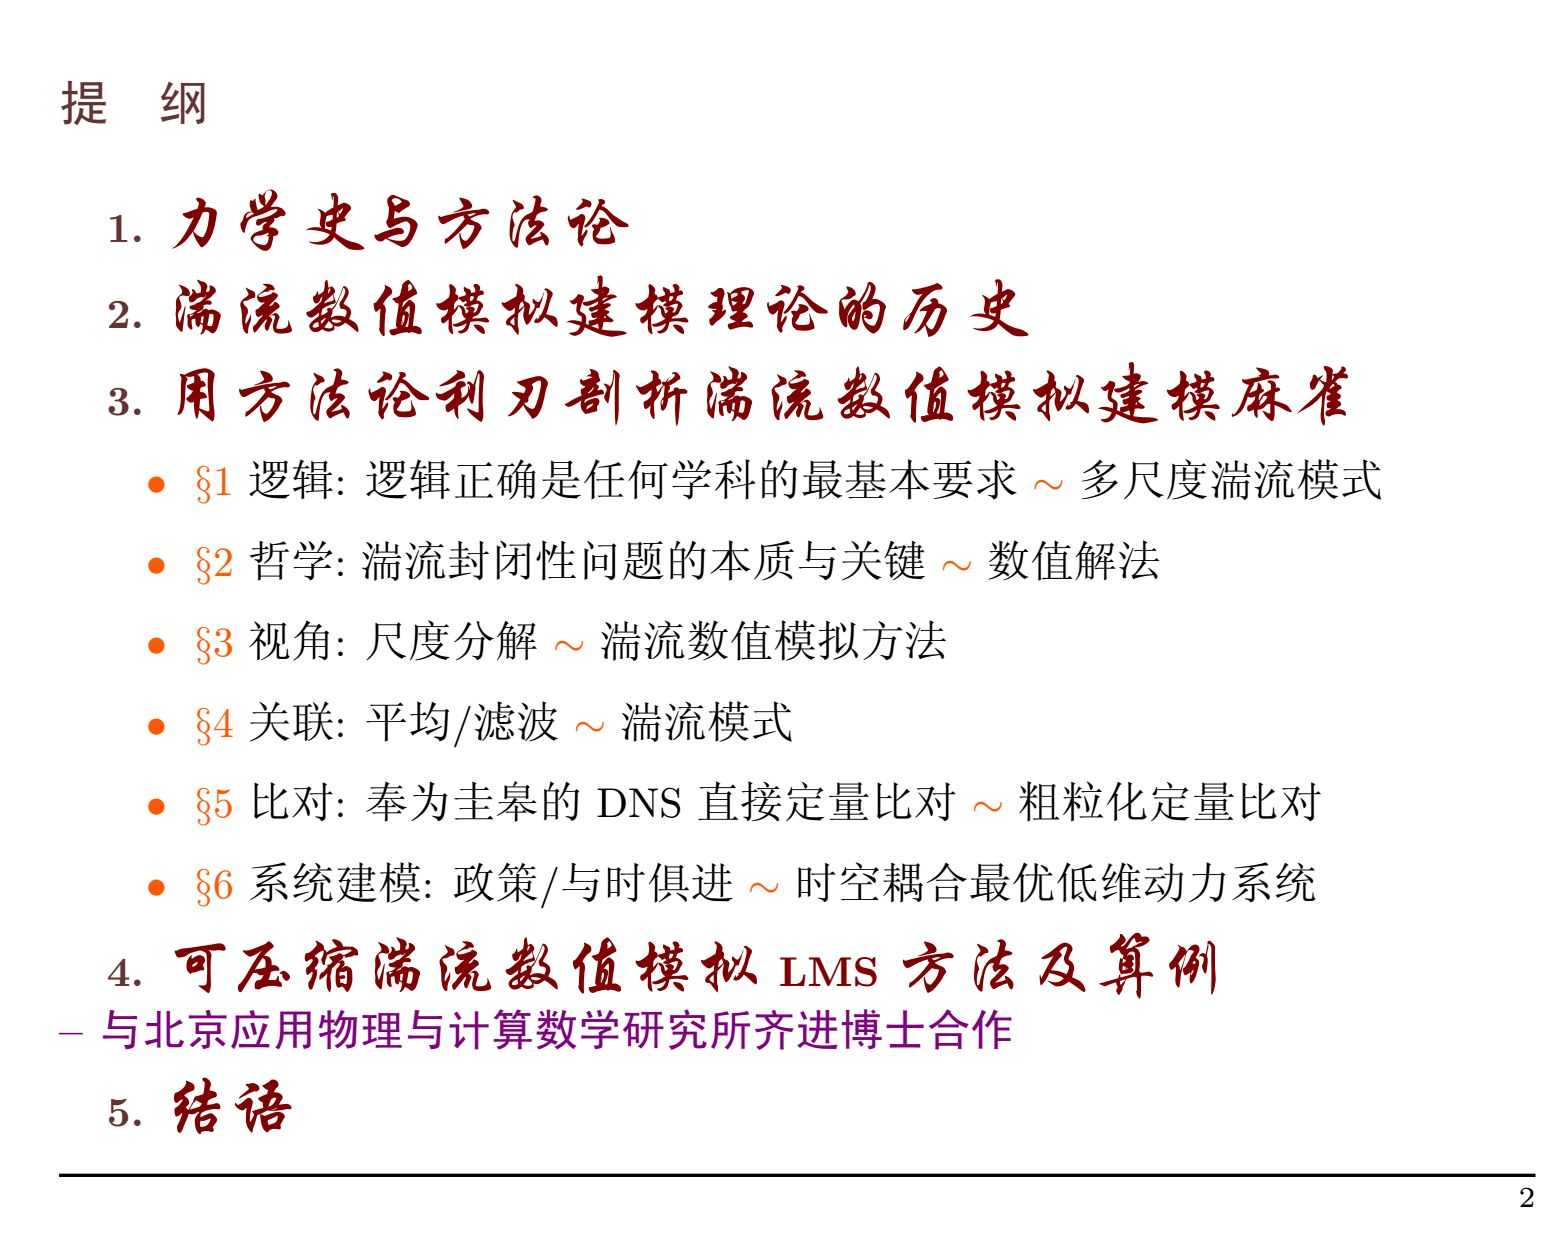 提 纲
1. 力学史与方法论
2. 湍流数值模拟建模理论的历史
3. 用方法论利刃剖析湍流数值模拟建模麻雀
• §1 逻辑: 逻辑正确是任何学科的最基本要求 ∼ 多尺度湍流模式
• §2 哲学: 湍流封闭性问题的本质与关键 ∼ 数值解法
• §3 视角: 尺度分解 ∼ 湍流数值模拟方法
• §4 关联: 平均/滤波 ∼ 湍流模式
• §5 比对: 奉为圭皋的 DNS 直接定量比对 ∼ 粗粒化定量比对
• §6 系统建模: 政策/与时俱进 ∼ 时空耦合最优低维动力系统
4. 可压缩湍流数值模拟 LMS 方法及算例
– 与北京应用物理与计算数学研究所齐进博士合作
5. 结语
2